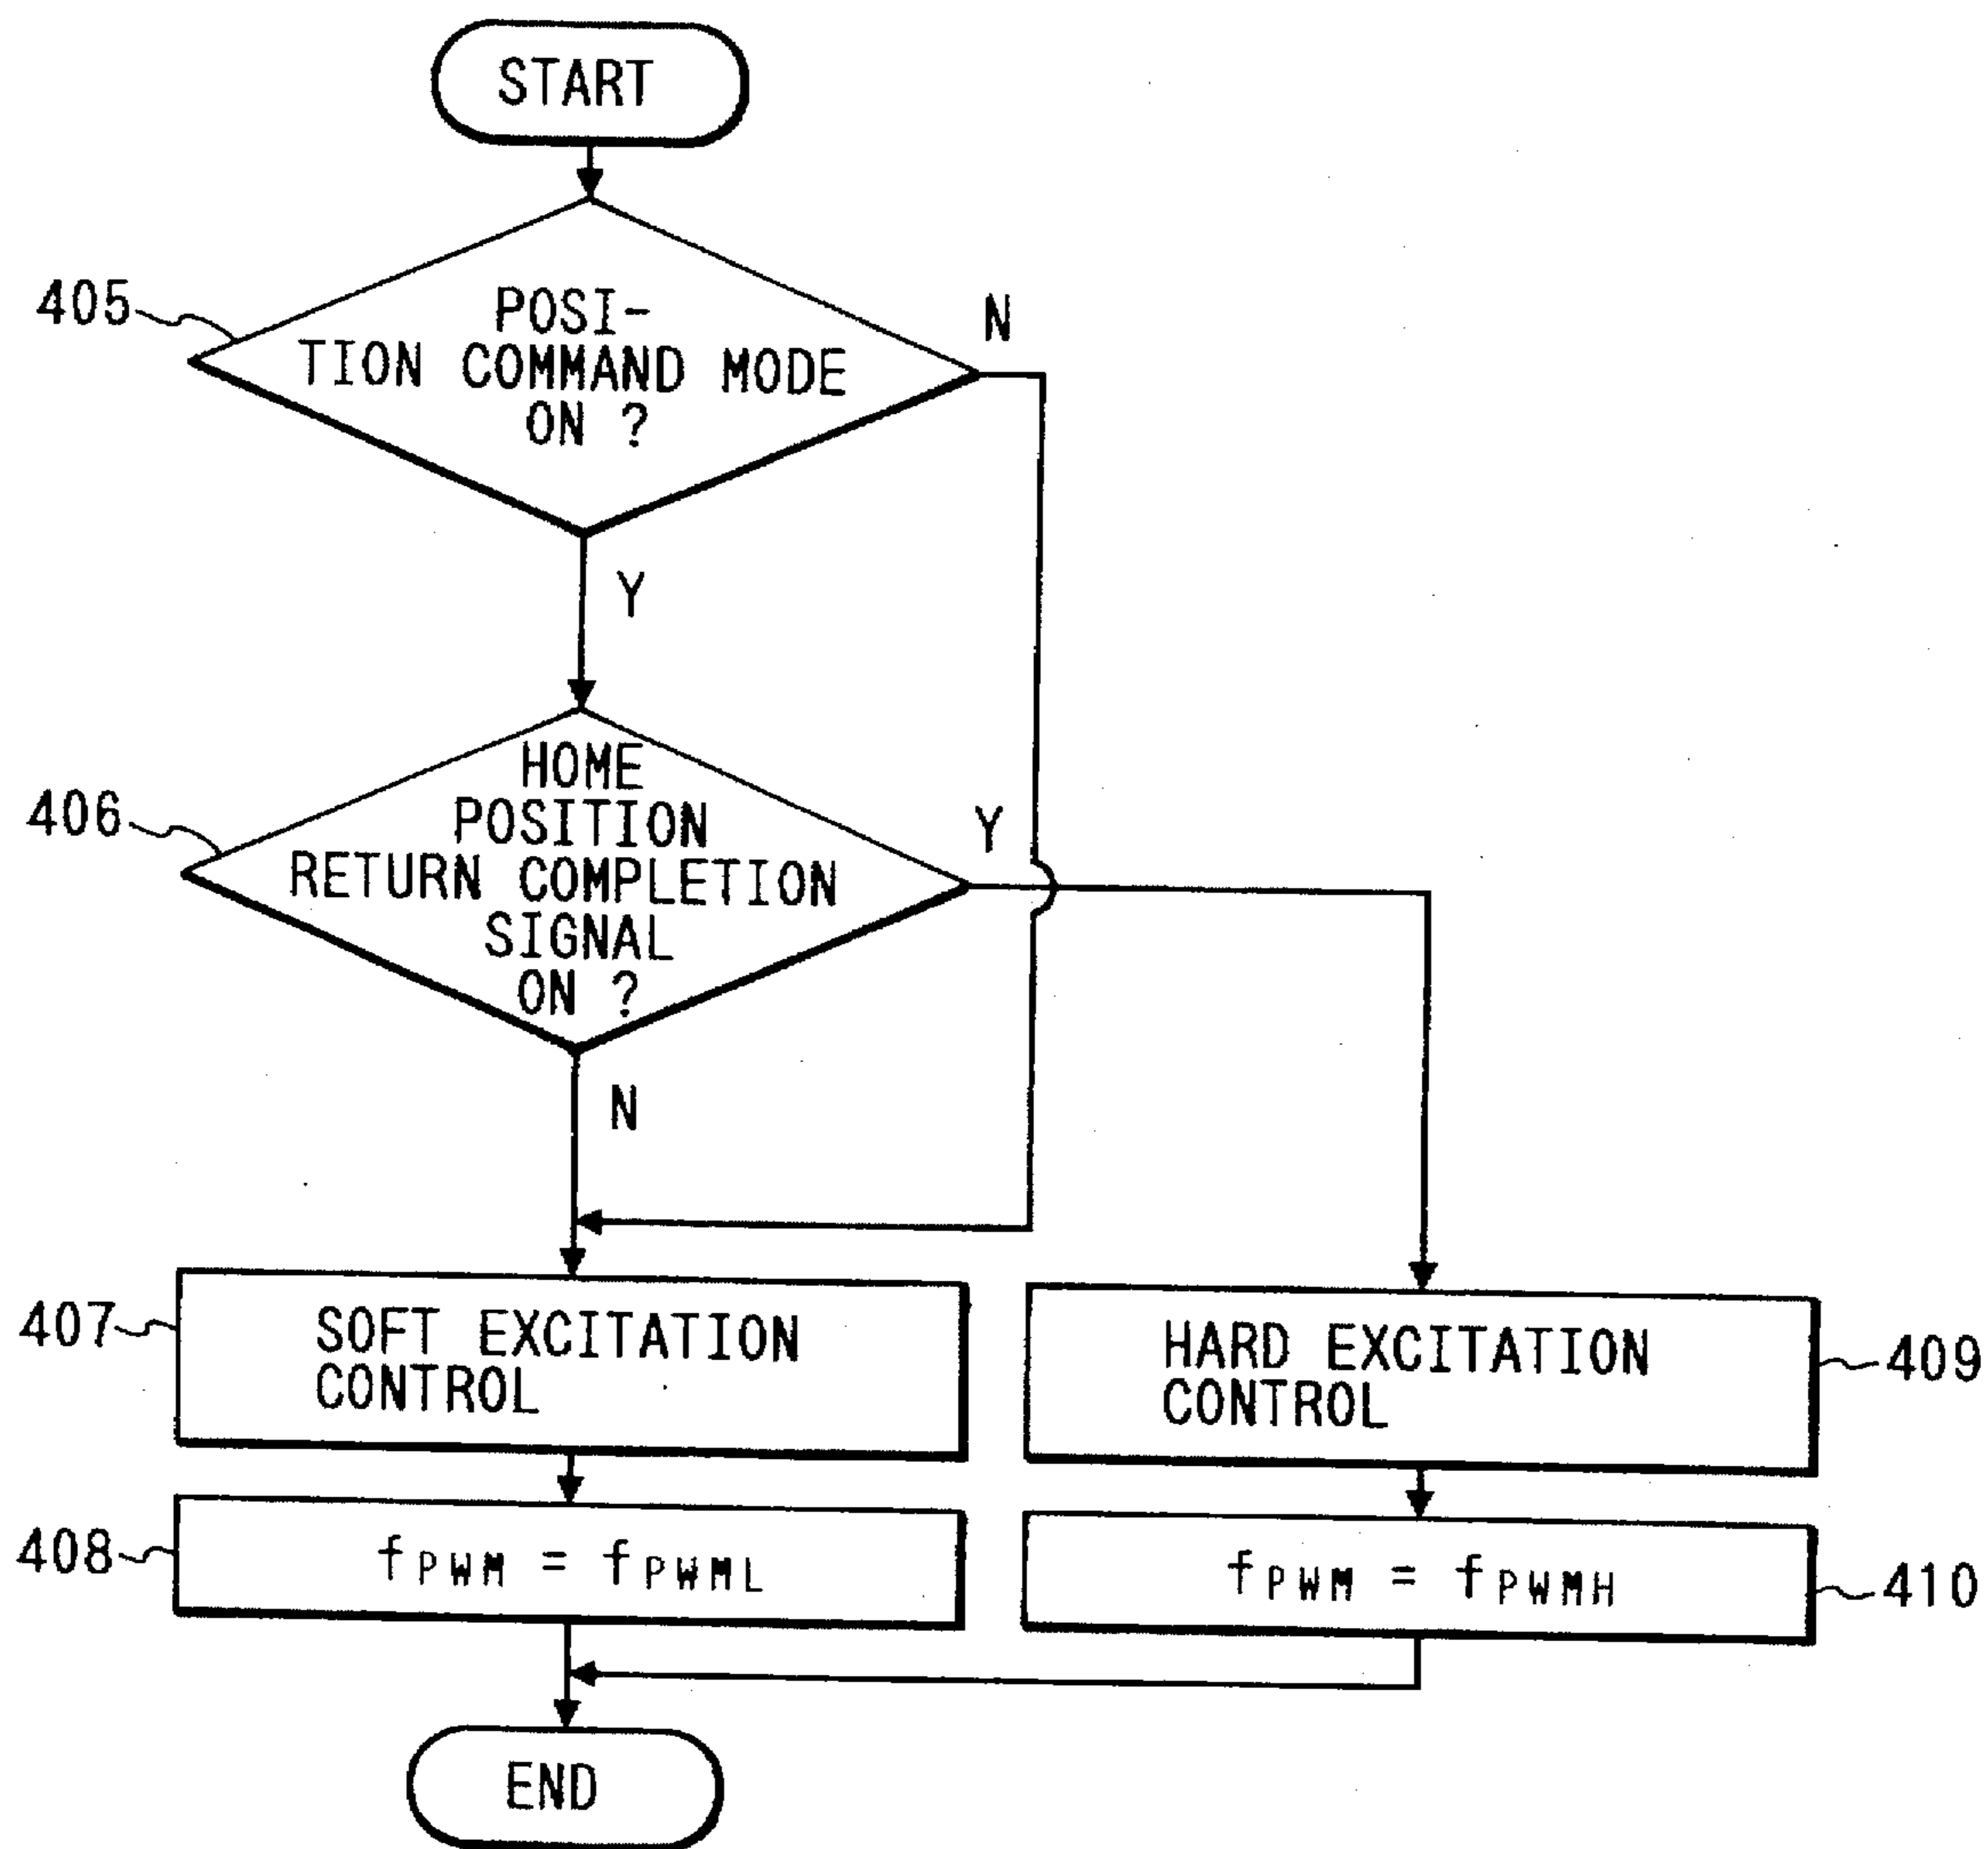 START
405
POSI-
TION COMMAND MODE
ON ?
N
Y
406
HOME
POSITION
RETURN COMPLETION
SIGNAL
ON ?
Y
N
407
SOFT EXCITATION
CONTROL
HARD EXCITATION
CONTROL
409
408
fPWM = fPWML
fPWM = fPWMH
410
END